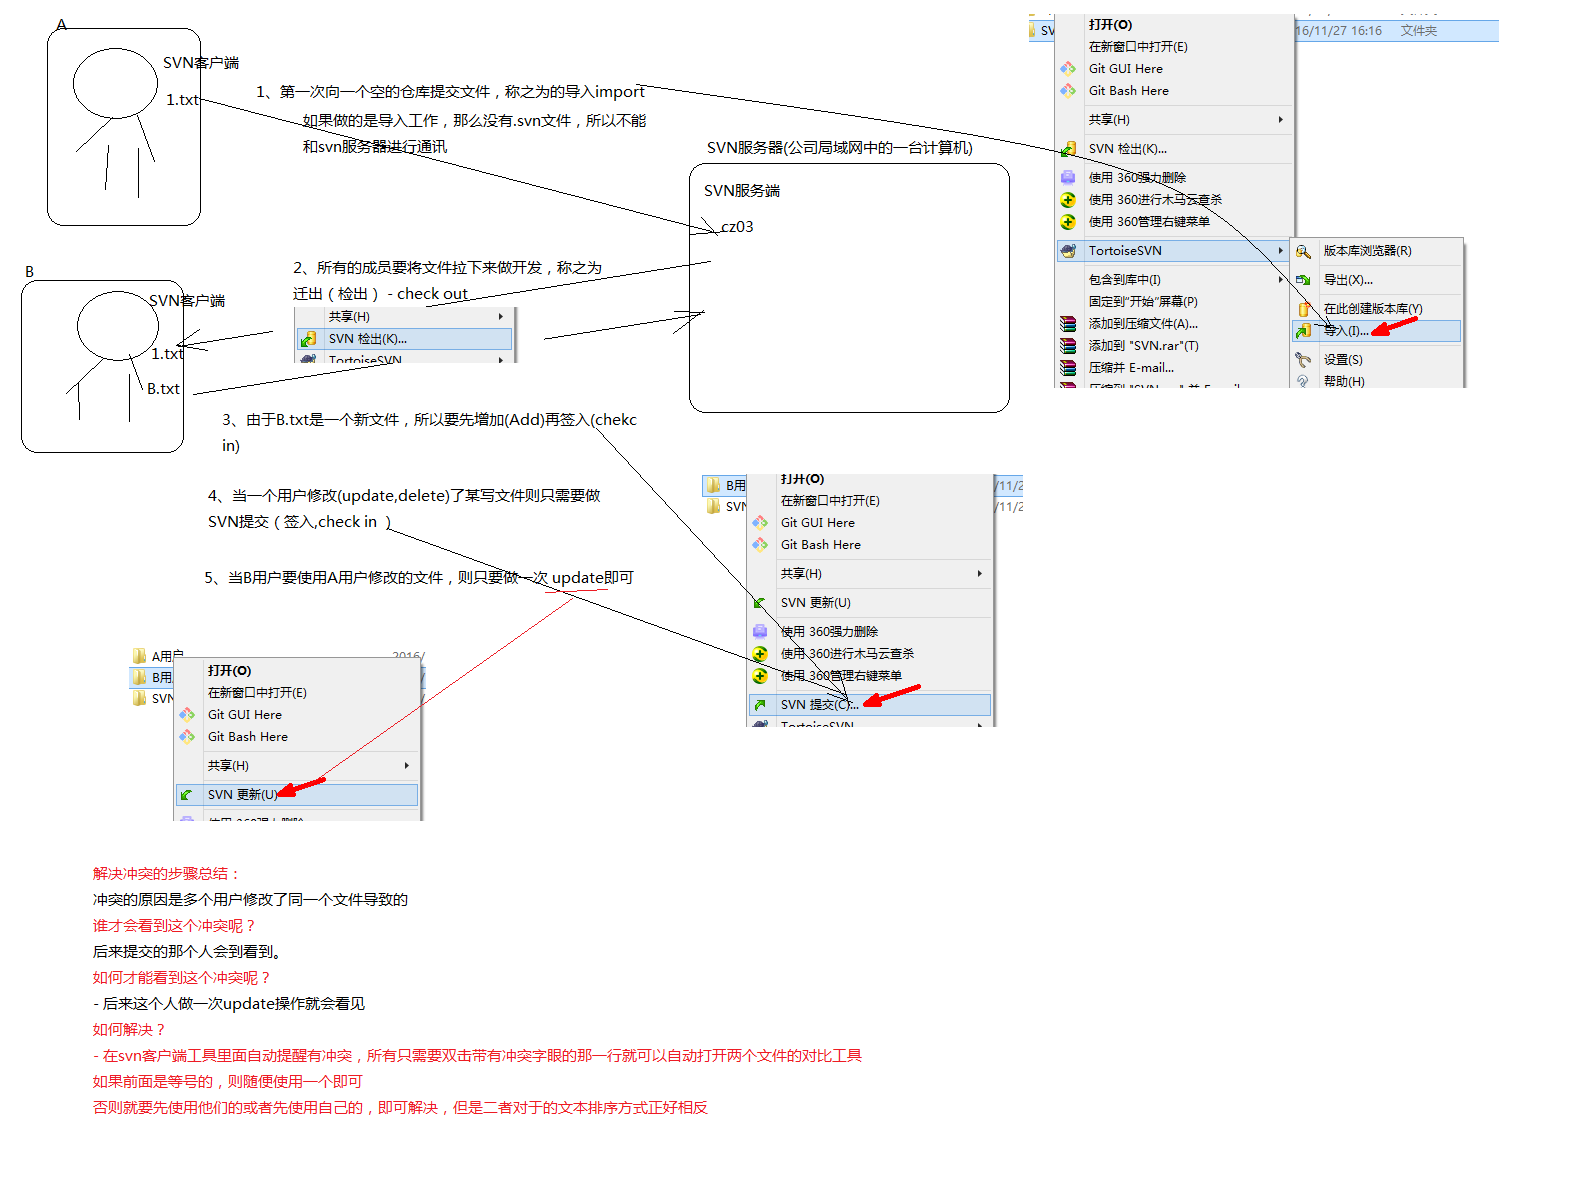 A
SVN客户端
1.txt
1、第一次向一个空的仓库提交文件，称之为的导入import
如果做的是导入工作，那么没有.svn文件，所以不能
和svn服务器进行通讯
SVN服务器(公司局域网中的一台计算机)
SVN服务端
cz03
B
SVN客户端
1.txt
B.txt
2、所有的成员要将文件拉下来做开发，称之为
迁出（检出）- check out
共享(H)
SVN 检出(K)...
TortoiseSVN
3、由于B.txt是一个新文件，所以要先增加(Add)再签入(chekc
in)
4、当一个用户修改(update,delete)了某写文件则只需要做
SVN提交（签入,check in ）
5、当B用户要使用A用户修改的文件，则只要做一次 update即可
SV
16/11/27 16:16 文件夹
打开(O)
在新窗口中打开(E)
Git GUI Here
Git Bash Here
共享(H)
SVN 检出(K)...
使用 360强力删除
使用 360进行木马云查杀
使用 360管理右键菜单
TortoiseSVN
包含到库中(I)
固定到"开始"屏幕(P)
添加到压缩文件(A)...
添加到 "SVN.rar"(T)
压缩并 E-mail...
压缩到 "SVN.rar" 并 E-mail
版本库浏览器(R)
导出(X)...
在此创建版本库(Y)
导入(I)...
设置(S)
帮助(H)
B用
SVN
/11/2
/11/2
打开(O)
在新窗口中打开(E)
Git GUI Here
Git Bash Here
共享(H)
SVN 更新(U)
使用 360强力删除
使用 360进行木马云查杀
使用 360管理右键菜单
SVN 提交(C)...
TortoiseSVN
A用户
2016/
B用
SVN
打开(O)
在新窗口中打开(E)
Git GUI Here
Git Bash Here
共享(H)
SVN 更新(U)
使用 360强力删除
解决冲突的步骤总结：
冲突的原因是多个用户修改了同一个文件导致的
谁才会看到这个冲突呢？
后来提交的那个人会到看到。
如何才能看到这个冲突呢？
- 后来这个人做一次update操作就会看见
如何解决？
- 在svn客户端工具里面自动提醒有冲突，所有只需要双击带有冲突字眼的那一行就可以自动打开两个文件的对比工具
如果前面是等号的，则随便使用一个即可
否则就要先使用他们的或者先使用自己的，即可解决，但是二者对于的文本排序方式正好相反